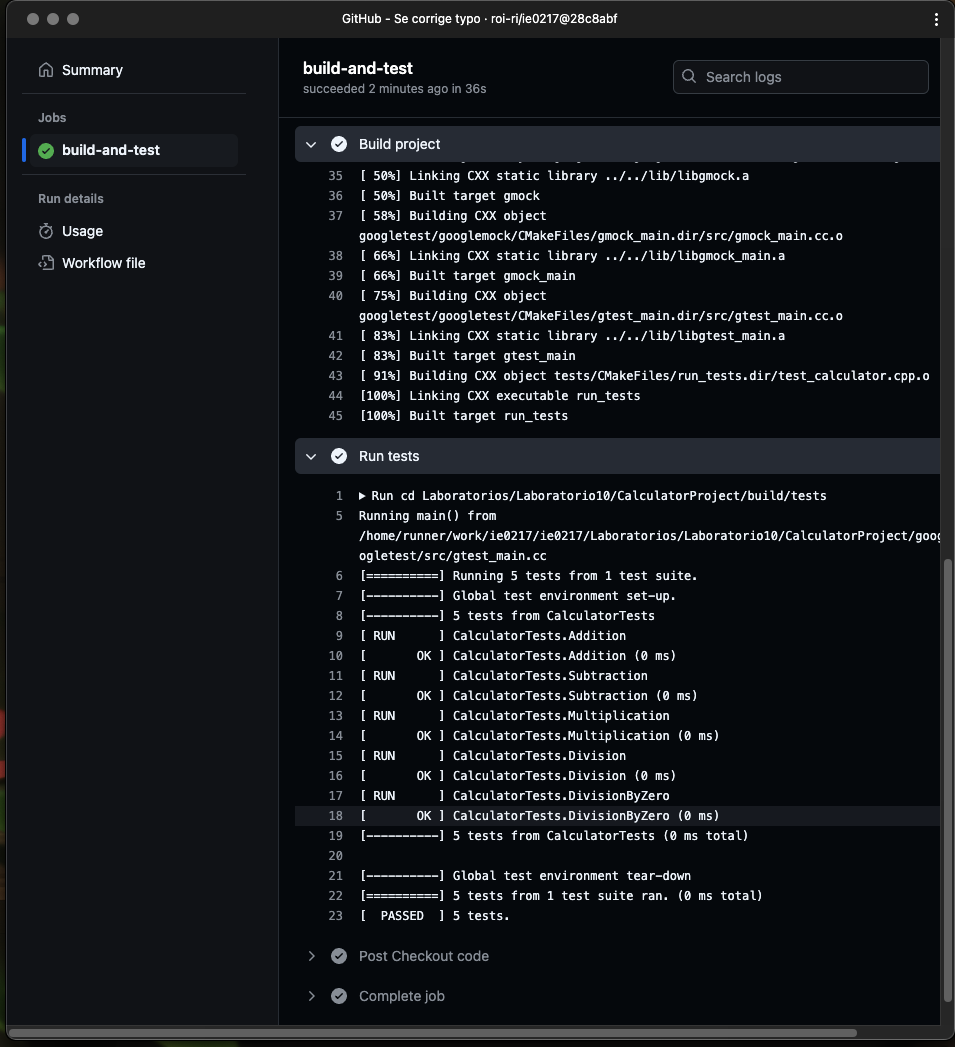 GitHub - Se corrige typo · roi-ri/ie0217@28c8abf
Summary
Jobs
build-and-test
Run details
Usage
Workflow file
build-and-test
succeeded 2 minutes ago in 36s
Search logs
Build project
35 [ 50%] Linking CXX static library ../../lib/libgmock.a
36 [ 50%] Built target gmock
37 [ 58%] Building CXX object
googletest/googlemock/CMakeFiles/gmock_main.dir/src/gmock_main.cc.o
38 [ 66%] Linking CXX static library ../../lib/libgmock_main.a
39 [ 66%] Built target gmock_main
40 [ 75%] Building CXX object
googletest/googletest/CMakeFiles/gtest_main.dir/src/gtest_main.cc.o
41 [ 83%] Linking CXX static library ../../lib/libgtest_main.a
42 [ 83%] Built target gtest_main
43 [ 91%] Building CXX object tests/CMakeFiles/run_tests.dir/test_calculator.cpp.o
44 [100%] Linking CXX executable run_tests
45 [100%] Built target run_tests
Run tests
1 ▶ Run cd Laboratorios/Laboratorio10/CalculatorProject/build/tests
5 Running main() from
/home/runner/work/ie0217/ie0217/Laboratorios/Laboratorio10/CalculatorProject/goo
ogletest/src/gtest_main.cc
6 [==========] Running 5 tests from 1 test suite.
7 [----------] Global test environment set-up.
8 [----------] 5 tests from CalculatorTests
9 [ RUN      ] CalculatorTests.Addition
10 [       OK ] CalculatorTests.Addition (0 ms)
11 [ RUN      ] CalculatorTests.Subtraction
12 [       OK ] CalculatorTests.Subtraction (0 ms)
13 [ RUN      ] CalculatorTests.Multiplication
14 [       OK ] CalculatorTests.Multiplication (0 ms)
15 [ RUN      ] CalculatorTests.Division
16 [       OK ] CalculatorTests.Division (0 ms)
17 [ RUN      ] CalculatorTests.DivisionByZero
18 [       OK ] CalculatorTests.DivisionByZero (0 ms)
19 [----------] 5 tests from CalculatorTests (0 ms total)
20
21 [----------] Global test environment tear-down
22 [==========] 5 tests from 1 test suite ran. (0 ms total)
23 [  PASSED  ] 5 tests.
Post Checkout code
Complete job